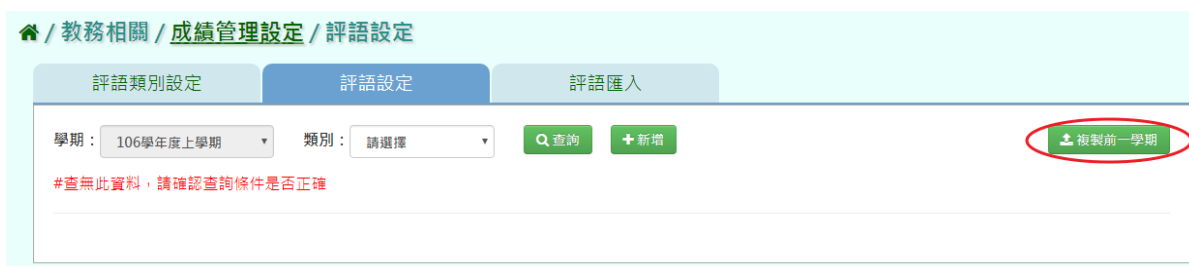 / 教務相關 / 成績管理設定 / 評語設定
評語類別設定 評語設定 評語匯入
學期： 106學年度上學期 類別： 請選擇 查詢 新增 複製前一學期
#查無此資料，請確認查詢條件是否正確